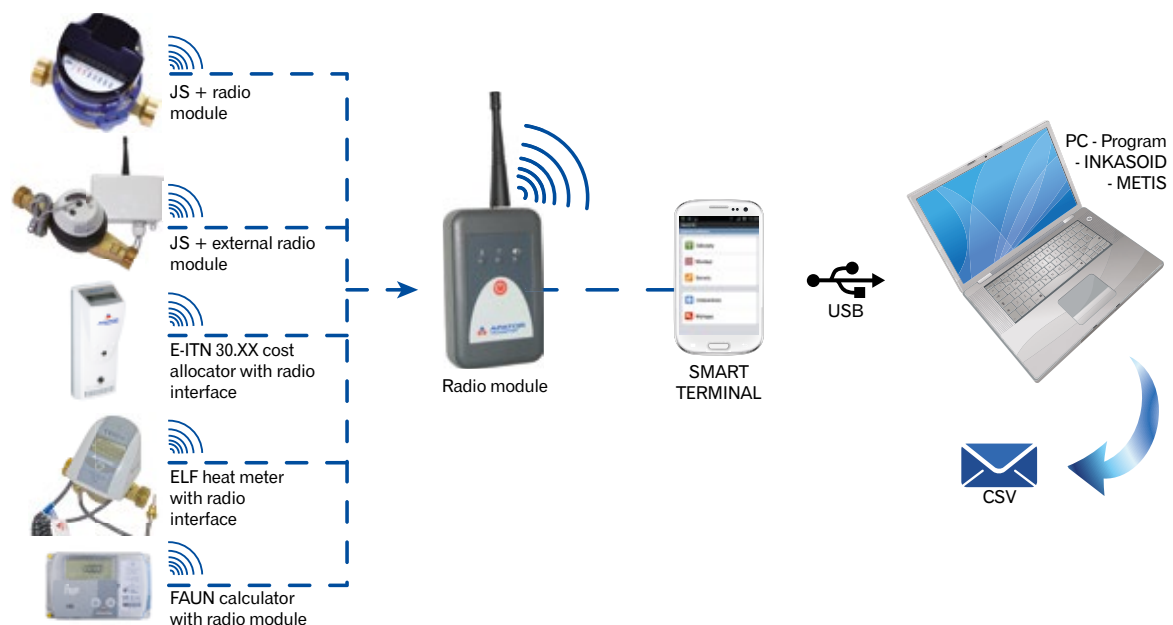 JS + radio
module
JS + external radio
module
E-ITN 30.XX cost
allocator with radio
interface
ELF heat meter
with radio
interface
FAUN calculator
with radio module
APATOR
Radio module
SMART
TERMINAL
USB
PC - Program
- INKASOID
- METIS
CSV